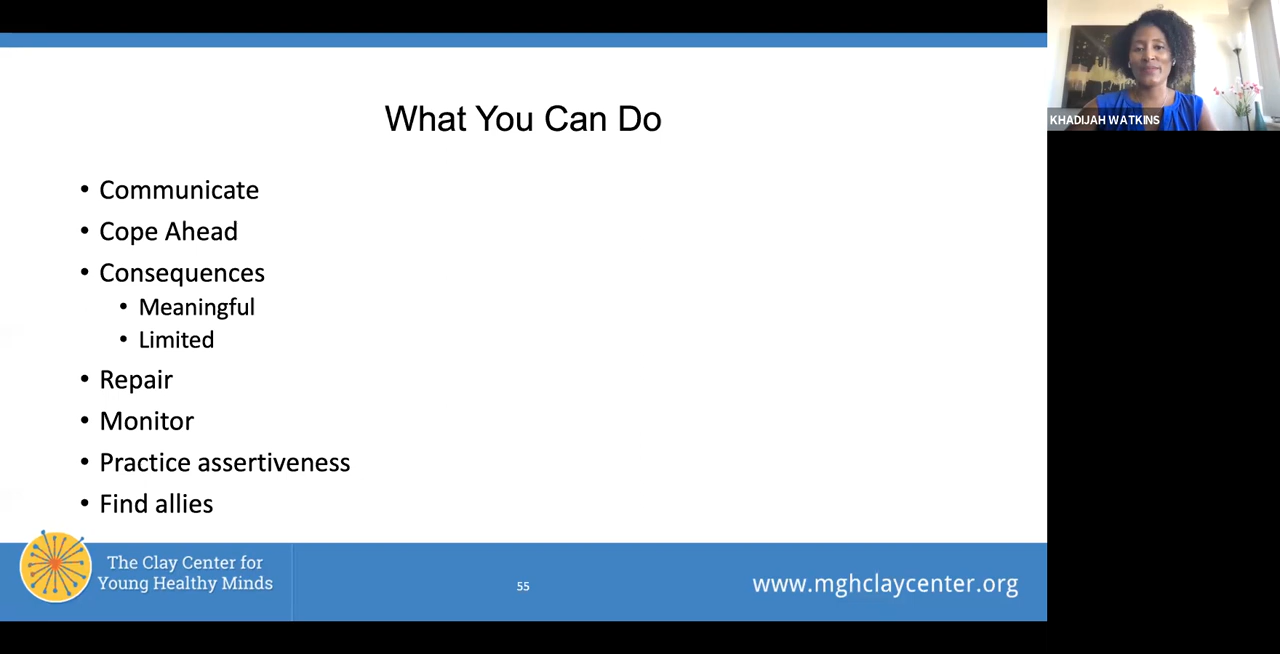 What You Can Do
• Communicate
• Cope Ahead
• Consequences
• Meaningful
• Limited
• Repair
• Monitor
• Practice assertiveness
• Find allies
The Clay Center for
Young Healthy Minds
55
www.mghclaycenter.org
KHADIJAH WATKINS